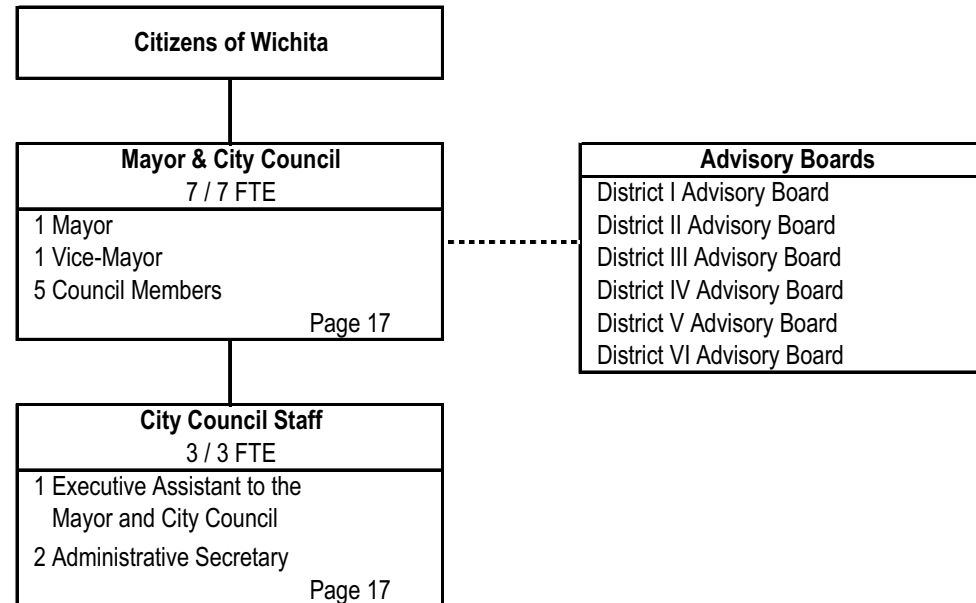 Citizens of Wichita
Mayor & City Council
7 / 7 FTE
1 Mayor
1 Vice-Mayor
5 Council Members
Page 17
Advisory Boards
District I Advisory Board
District II Advisory Board
District III Advisory Board
District IV Advisory Board
District V Advisory Board
District VI Advisory Board
City Council Staff
3 / 3 FTE
1 Executive Assistant to the
Mayor and City Council
2 Administrative Secretary
Page 17